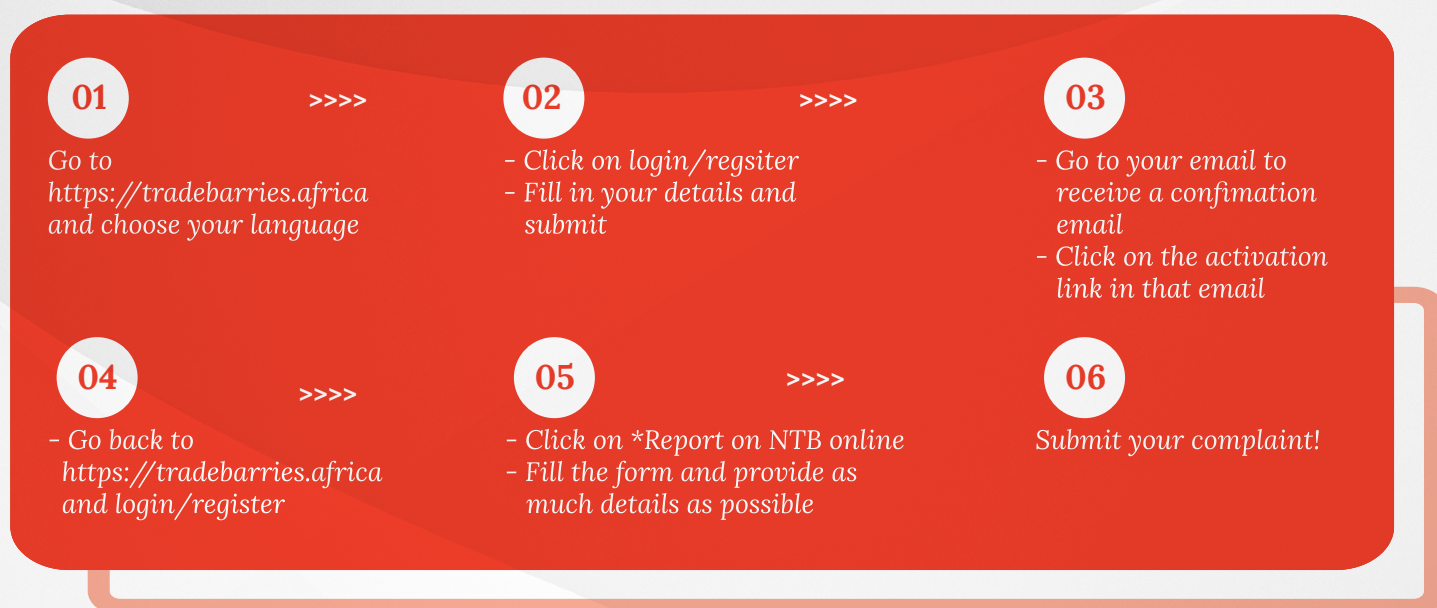 01
>>>>
02
>>>>
03
Go to
https://tradebarries.africa
and choose your language
- Click on login/regsiter
- Fill in your details and
submit
- Go to your email to
receive a confimation
email
- Click on the activation
link in that email
04
>>>>
05
>>>>
06
- Go back to
https://tradebarries.africa
and login/register
- Click on *Report on NTB online
- Fill the form and provide as
much details as possible
Submit your complaint!